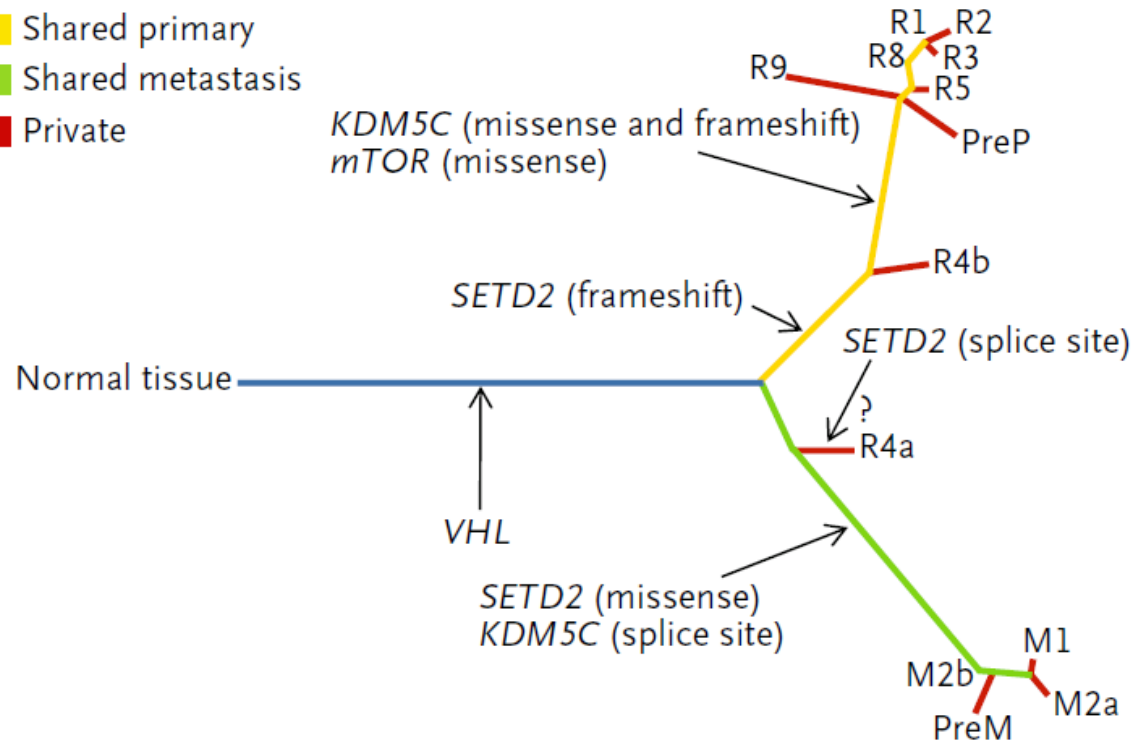 Shared primary
Shared metastasis
Private
R1
R2
R8
R3
R9
R5
PreP
KDM5C (missense and frameshift)
mTOR (missense)
R4b
SETD2 (frameshift)
SETD2 (splice site)
Normal tissue
?
R4a
VHL
SETD2 (missense)
KDM5C (splice site)
M1
M2b
M2a
PreM